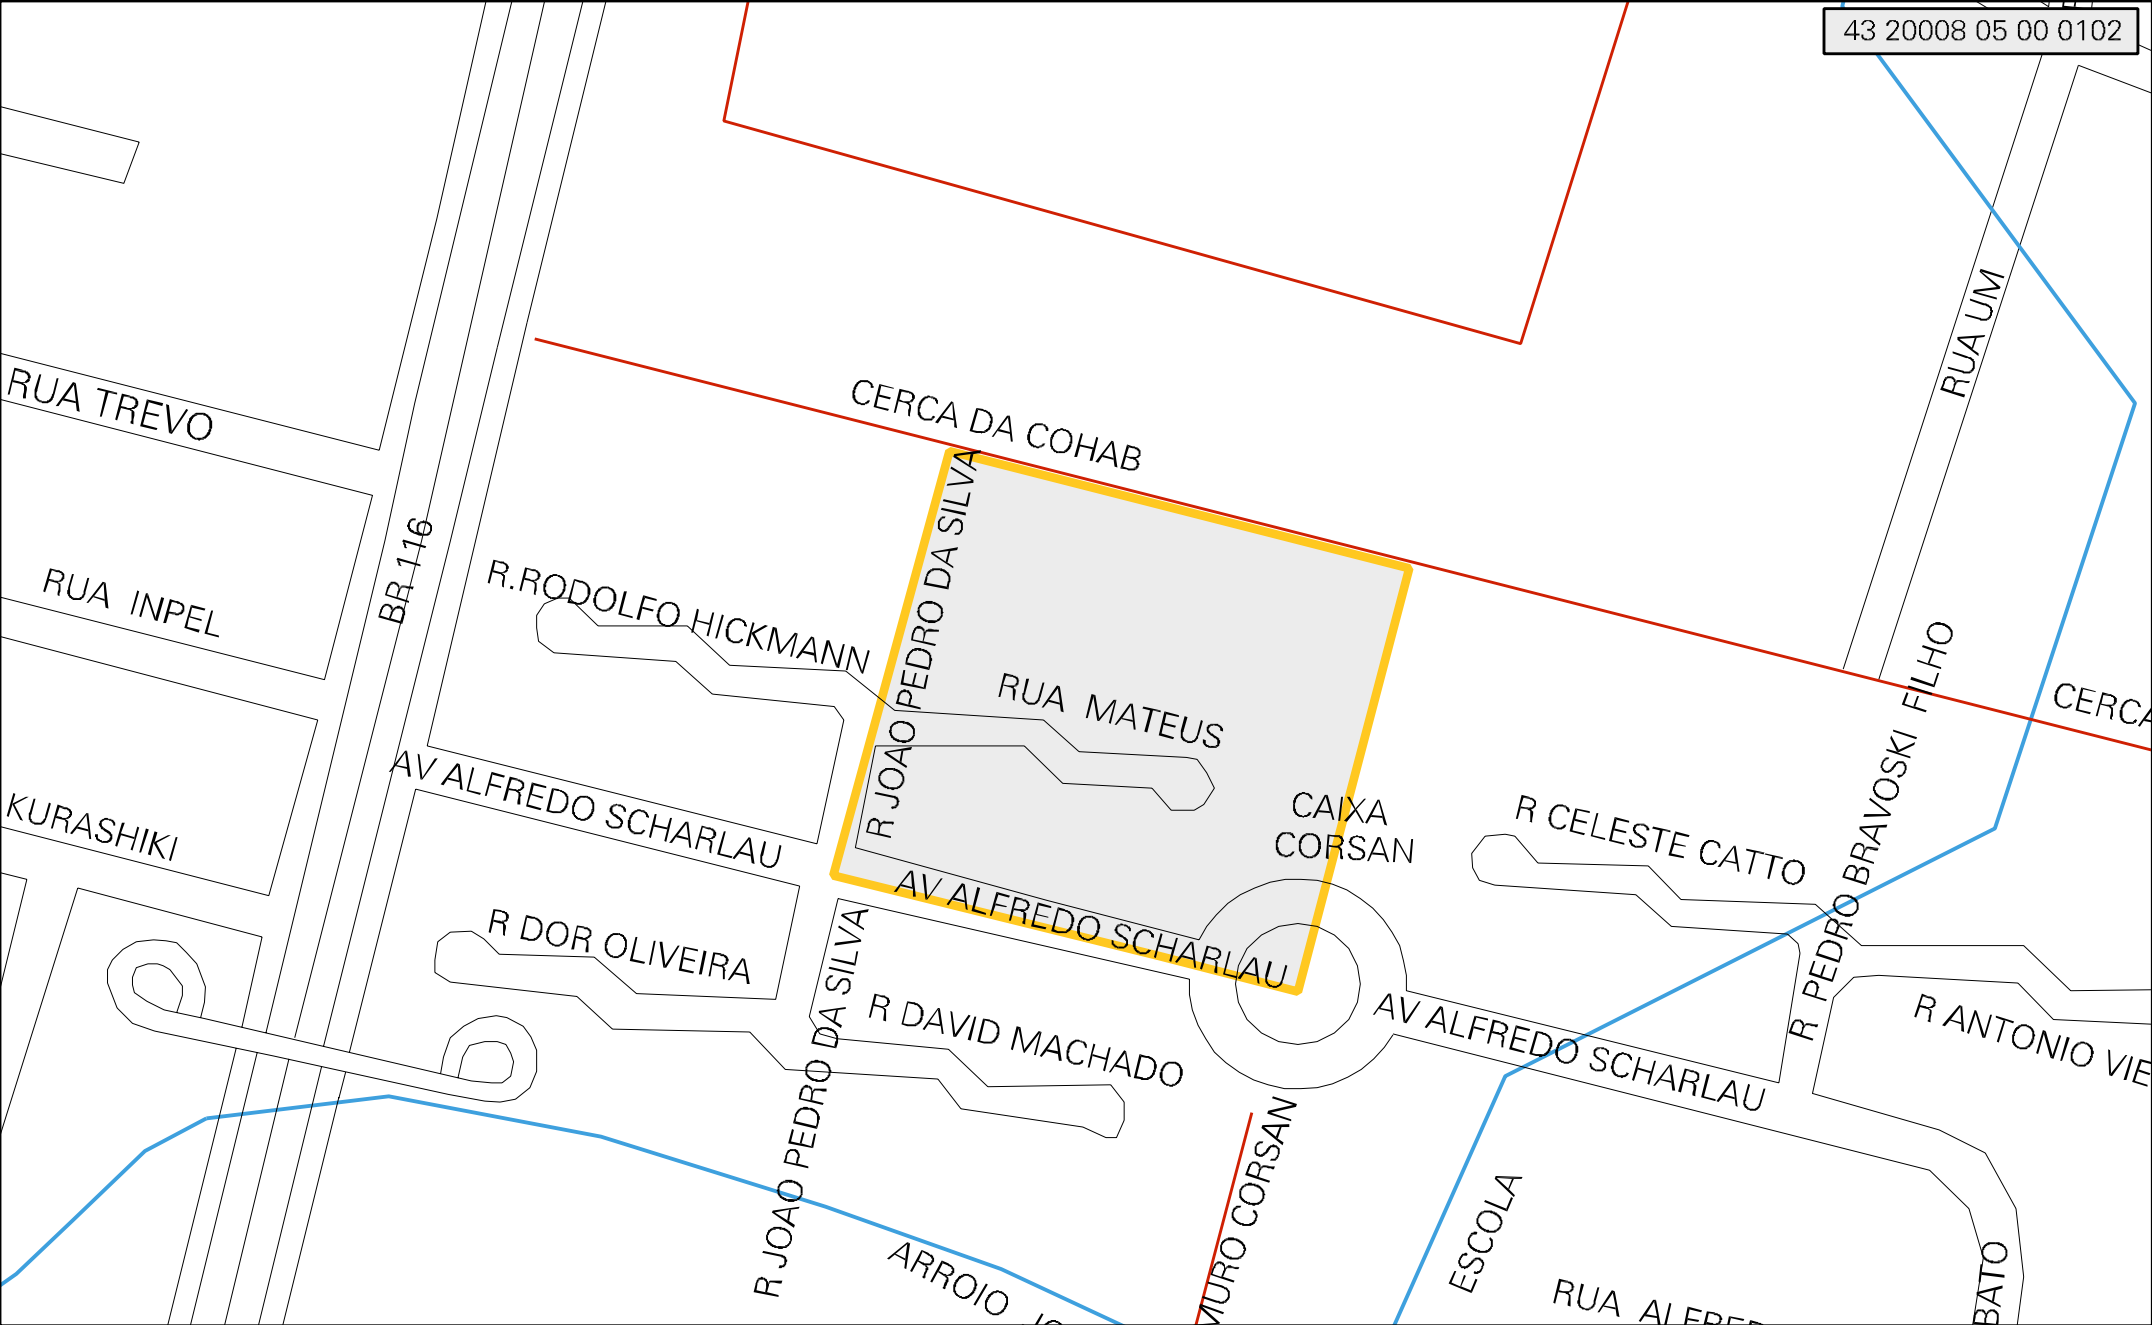 43 20008 05 00 0102
RUA UM
RUA TREVO
CERCA DA COHAB
BR 116
R JOAO PEDRO DA SILVA
R.RODOLFO HICKMANN
RUA INPEL
RUA MATEUS
R PEDRO BRAVOSKI FILHO
CERCA
AV ALFREDO SCHARLAU
KURASHIKI
CAIXA
CORSAN
R CELESTE CATTO
AV ALFREDO SCHARLAU
R DOR OLIVEIRA
R JOAO PEDRO DA SILVA
R DAVID MACHADO
AV ALFREDO SCHARLAU
R ANTONIO VIE
MURO CORSAN
ESCOLA
ARROIO
RUA ALFRE
BATO